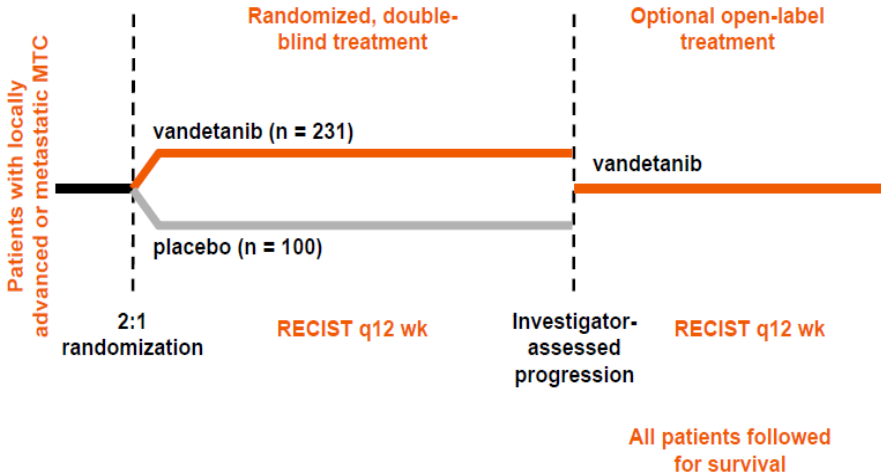 Patients with locally
advanced or metastatic MTC
Randomized, double-
blind treatment
Optional open-label
treatment
vandetanib (n = 231)
vandetanib
placebo (n = 100)
2:1
randomization
RECIST q12 wk
Investigator-
assessed
progression
RECIST q12 wk
All patients followed
for survival